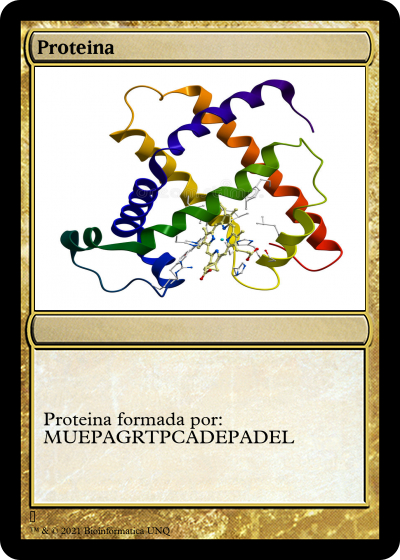 Proteina
Proteina formada por:
MUEPAGRTPCADEPADEL
™ & © 2021 Bioinformatica UNQ